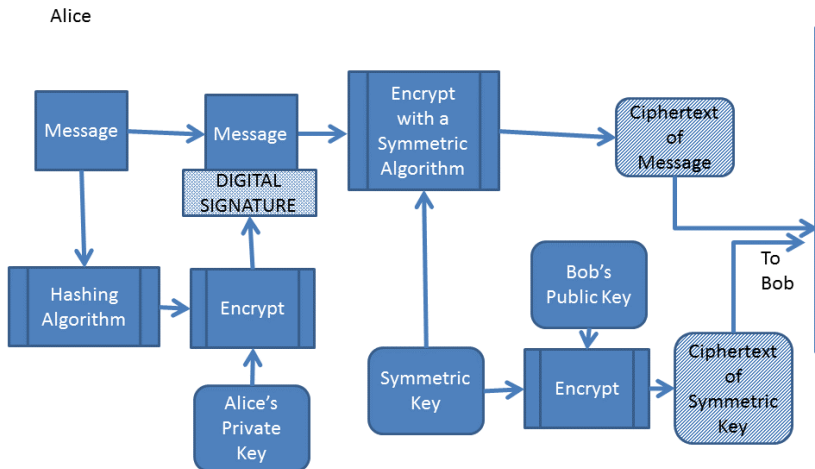 Alice
Message
Message
DIGITAL
SIGNATURE
Encrypt
with a
Symmetric
Algorithm
Ciphertext
of
Message
Hashing
Algorithm
Encrypt
Alice's
Private
Key
Symmetric
Key
Bob's
Public Key
Encrypt
Ciphertext
of
Symmetric
Key
To
Bob